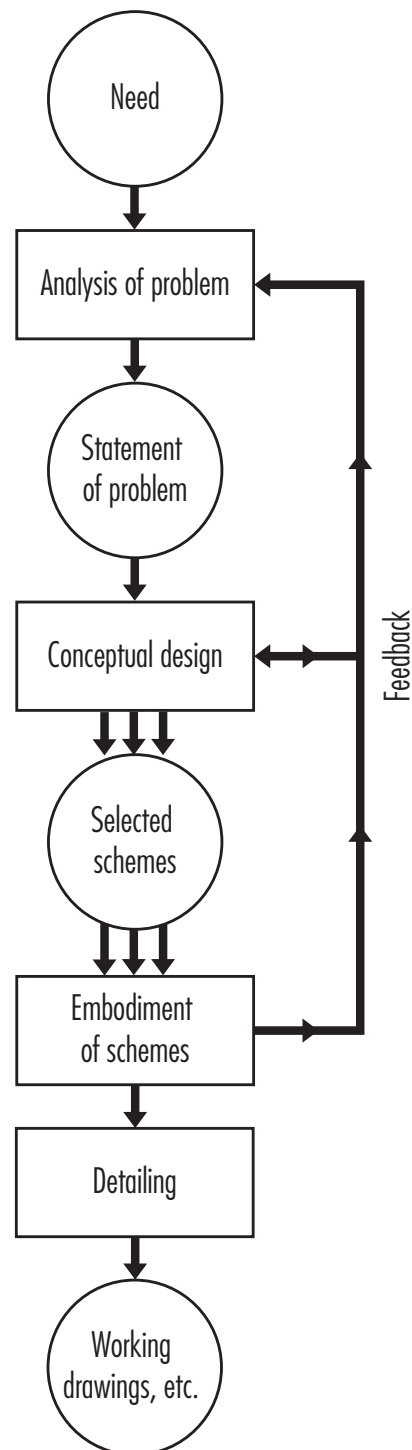 Need
Analysis of problem
Statement
of problem
Conceptual design
Feedback
Selected
schemes
Embodiment
of schemes
Detailing
Working
drawings, etc.